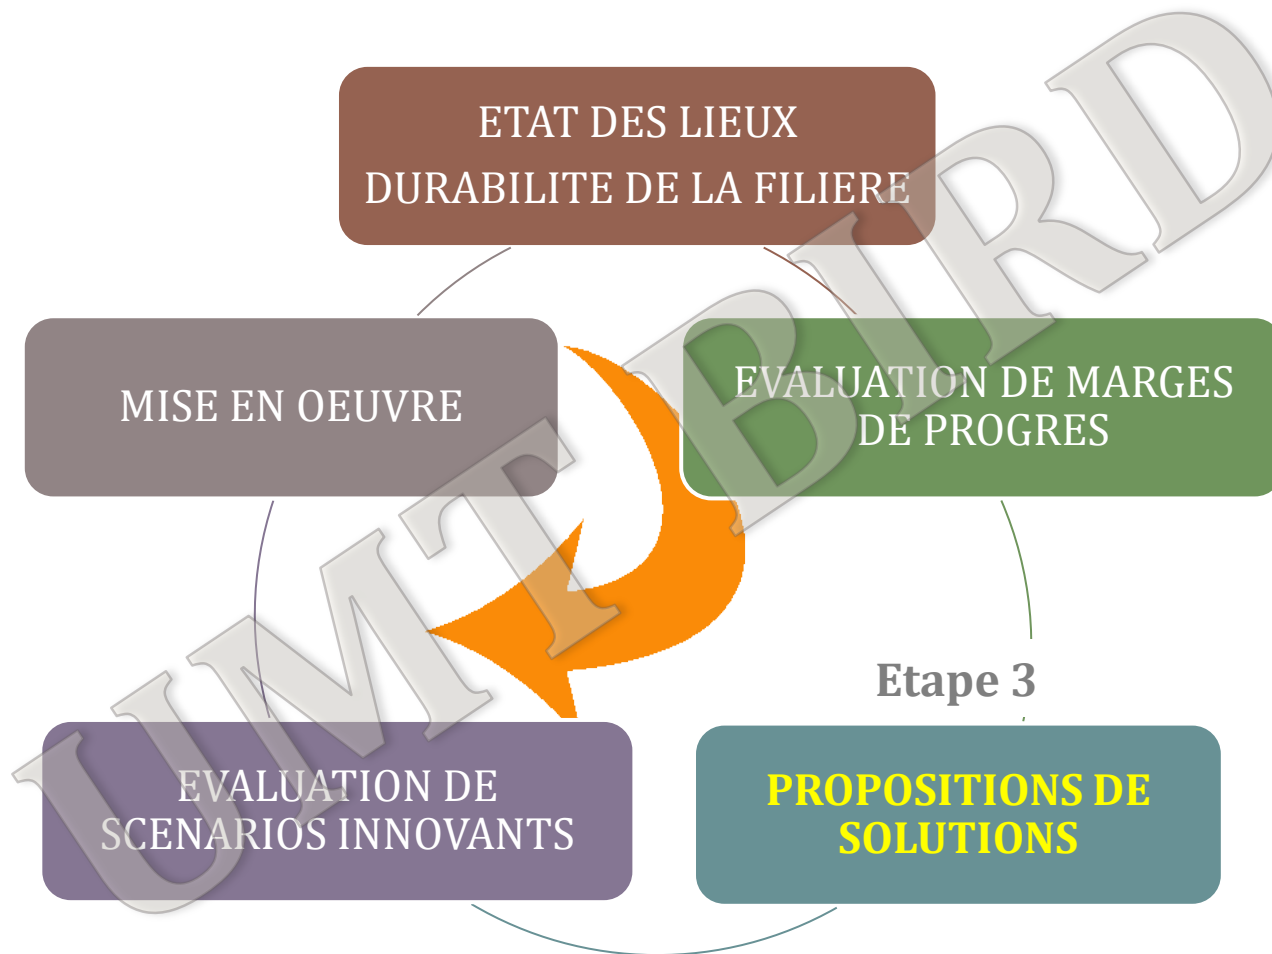 ETAT DES LIEUX
DURABILITE DE LA FILIERE
MISE EN OEUVRE
EVALUATION DE MARGES
DE PROGRES
Etape 3
EVALUATION DE
SCENARIOS INNOVANTS
PROPOSITIONS DE
SOLUTIONS
UMT BIRD